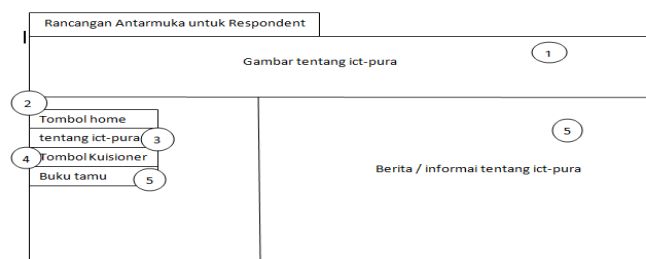 Rancangan Antarmuka untuk Respondent
1
Gambar tentang ict-pura
2
Tombol home
5
tentang ict-pura
3
4
Tombol Kuisioner
Berita / informai tentang ict-pura
Buku tamu
5